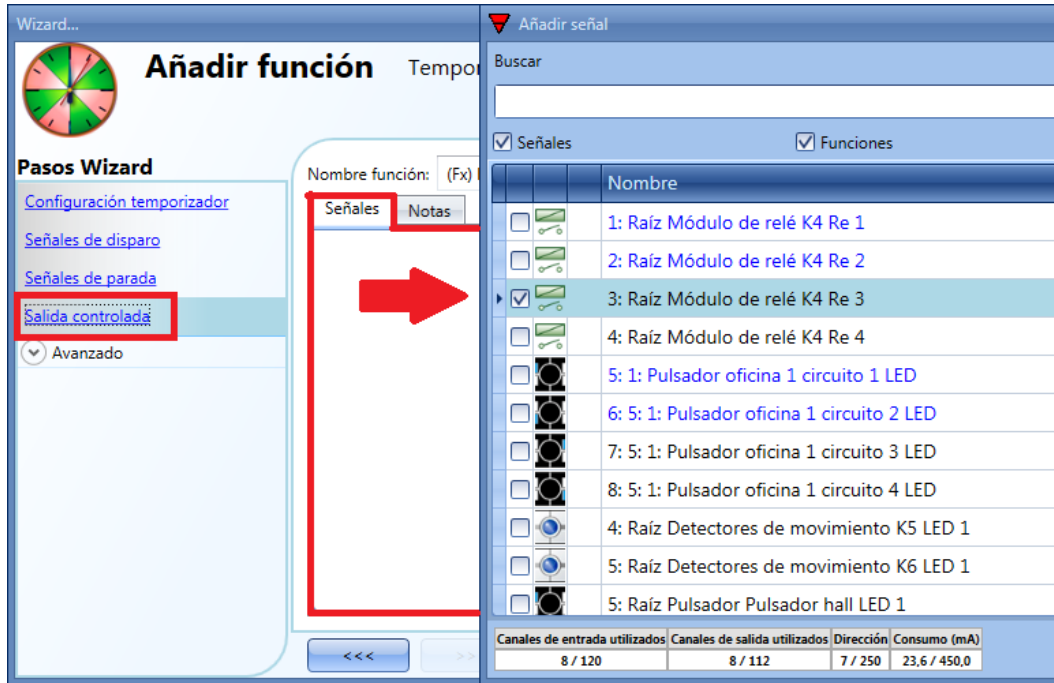 Wizard...
Añadir función Tempor
Pasos Wizard
Configuración temporizador
Señales de disparo
Señales de parada
Salida controlada
Avanzado
Nombre función: (Fx)
Señales Notas
<<< >>
Añadir señal
Buscar
Señales Funciones
Nombre
1: Raíz Módulo de relé K4 Re 1
2: Raíz Módulo de relé K4 Re 2
3: Raíz Módulo de relé K4 Re 3
4: Raíz Módulo de relé K4 Re 4
5: 1: Pulsador oficina 1 circuito 1 LED
6: 5: 1: Pulsador oficina 1 circuito 2 LED
7: 5: 1: Pulsador oficina 1 circuito 3 LED
8: 5: 1: Pulsador oficina 1 circuito 4 LED
4: Raíz Detectores de movimiento K5 LED 1
5: Raíz Detectores de movimiento K6 LED 1
5: Raíz Pulsador Pulsador hall LED 1
Canales de entrada utilizados Canales de salida utilizados Dirección Consumo (mA)
8 / 120 8 / 112 7 / 250 23,6 / 450,0